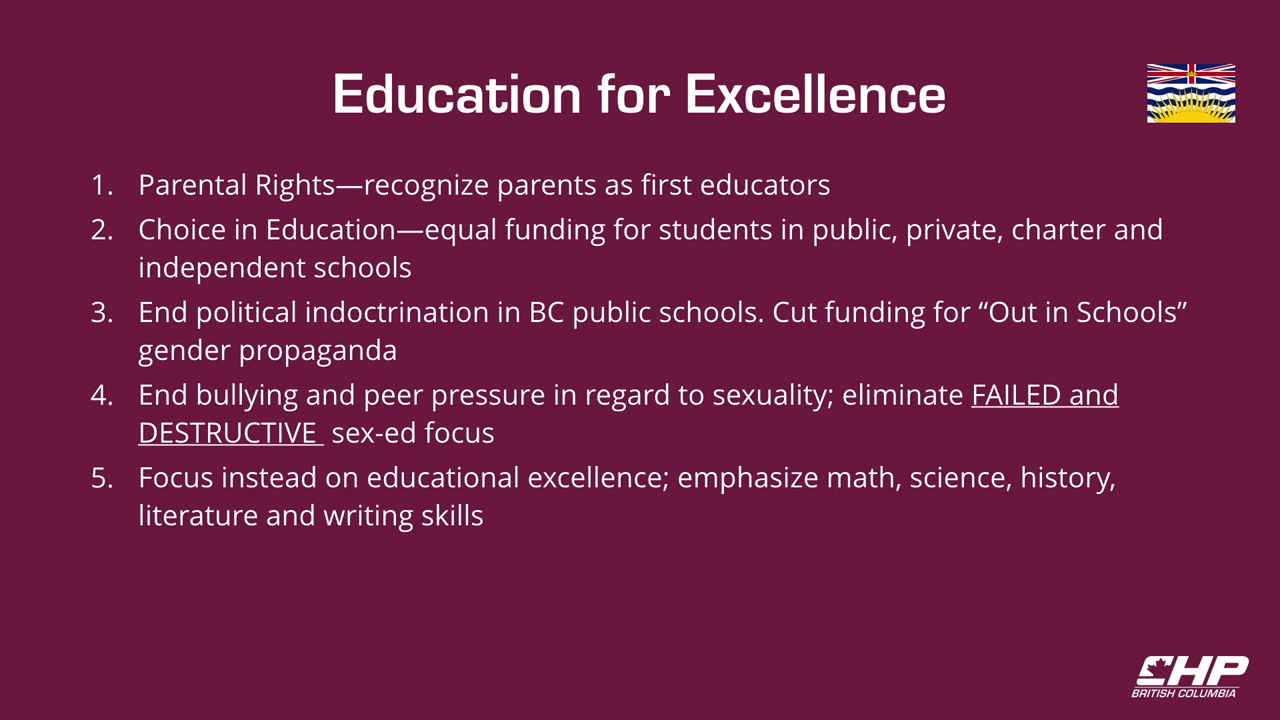 Education for Excellence
1. Parental Rights—recognize parents as first educators
2. Choice in Education—equal funding for students in public, private, charter and
independent schools
3. End political indoctrination in BC public schools. Cut funding for “Out in Schools”
gender propaganda
4. End bullying and peer pressure in regard to sexuality; eliminate FAILED and
DESTRUCTIVE sex-ed focus
5. Focus instead on educational excellence; emphasize math, science, history,
literature and writing skills
CHP
BRITISH COLUMBIA